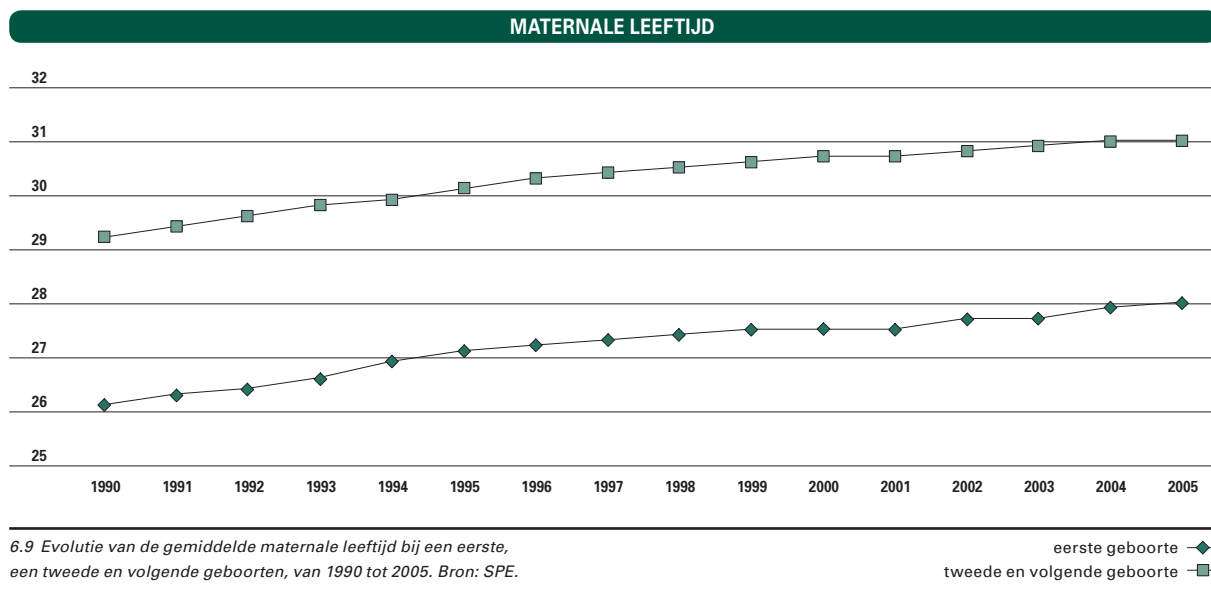 MATERNALE LEEFTIJD
32
31
30
29
28
27
26
25
1990 1991 1992 1993 1994 1995 1996 1997 1998 1999 2000 2001 2002 2003 2004 2005
6.9 Evolutie van de gemiddelde maternale leeftijd bij een eerste,
een tweede en volgende geboorten, van 1990 tot 2005. Bron: SPE.
eerste geboorte
tweede en volgende geboorte